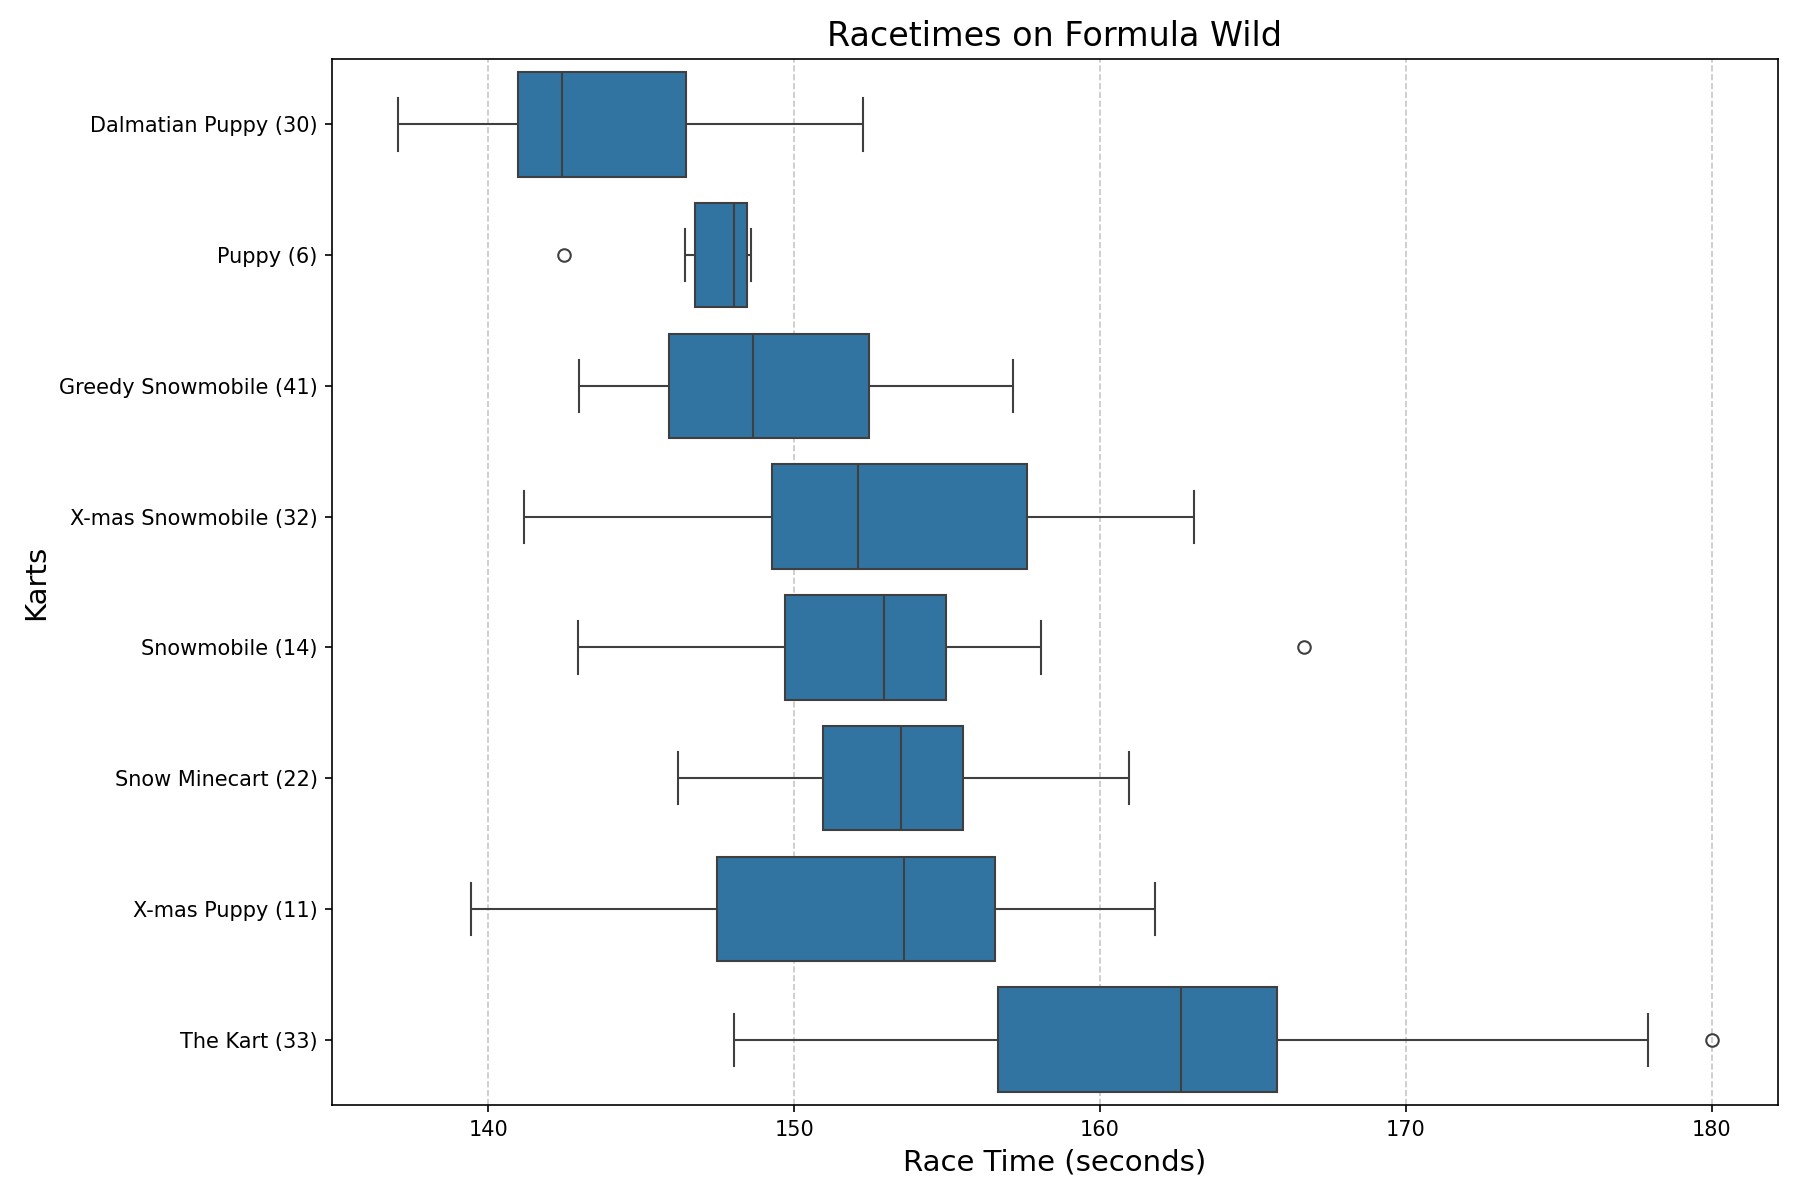 Racetimes on Formula Wild
Karts
Dalmatian Puppy (30)
Puppy (6)
Greedy Snowmobile (41)
X-mas Snowmobile (32)
Snowmobile (14)
Snow Minecart (22)
X-mas Puppy (11)
The Kart (33)
140 150 160 170 180
Race Time (seconds)